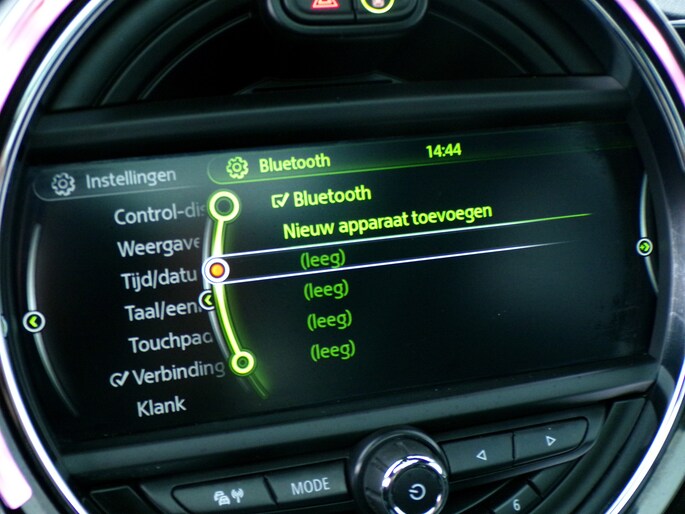 Instellingen
Bluetooth
14:44
Bluetooth
Nieuw apparaat toevoegen
(leeg)
(leeg)
(leeg)
(leeg)
Control-dis
Weergave
Tijd/datu
Taal/een
Touchpad
Verbinding
Klank
MODE
6